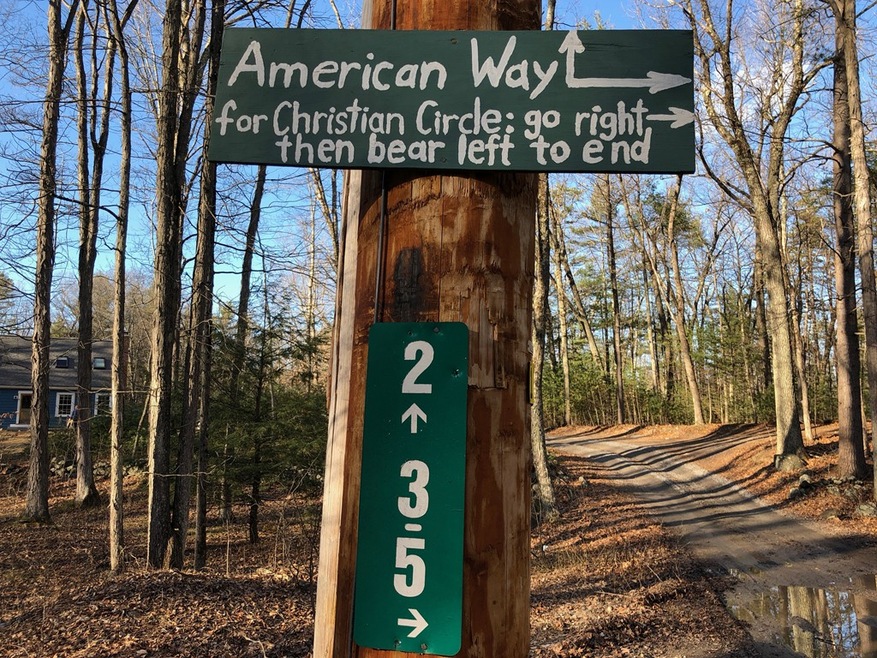 American Way
for Christian Circle: go right
then bear left to end
2
↑
3
-
5
→